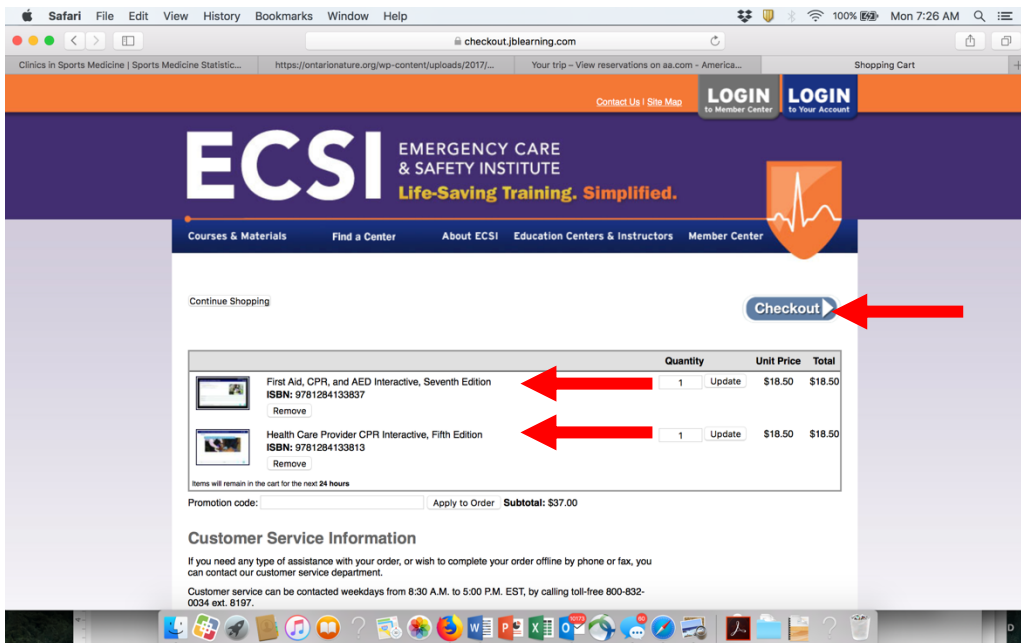 Safari File Edit View History Bookmarks Window Help 100% Mon 7:26 AM
checkout.jblearning.com
Clinics in Sports Medicine | Sports Medicine Statistic... https://ontarionature.org/wp-content/uploads/2017/... Your trip – View reservations on aa.com - America... Shopping Cart
Contact Us | Site Map
LOGIN
to Member Center
LOGIN
to Your Account
ECSI
EMERGENCY CARE
& SAFETY INSTITUTE
Life-Saving Training. Simplified.
Courses & Materials Find a Center About ECSI Education Centers & Instructors Member Center
Continue Shopping
Checkout
Quantity Unit Price Total
First Aid, CPR, and AED Interactive, Seventh Edition 1 Update $18.50 $18.50
ISBN: 9781284133837
Remove
Health Care Provider CPR Interactive, Fifth Edition 1 Update $18.50 $18.50
ISBN: 9781284133813
Remove
Items will remain in the cart for the next 24 hours
Promotion code: Apply to Order Subtotal: $37.00
Customer Service Information
If you need any type of assistance with your order, or wish to complete your order offline by phone or fax, you
can contact our customer service department.
Customer service can be contacted weekdays from 8:30 A.M. to 5:00 P.M. EST, by calling toll-free 800-832-
0034 ext. 8197.